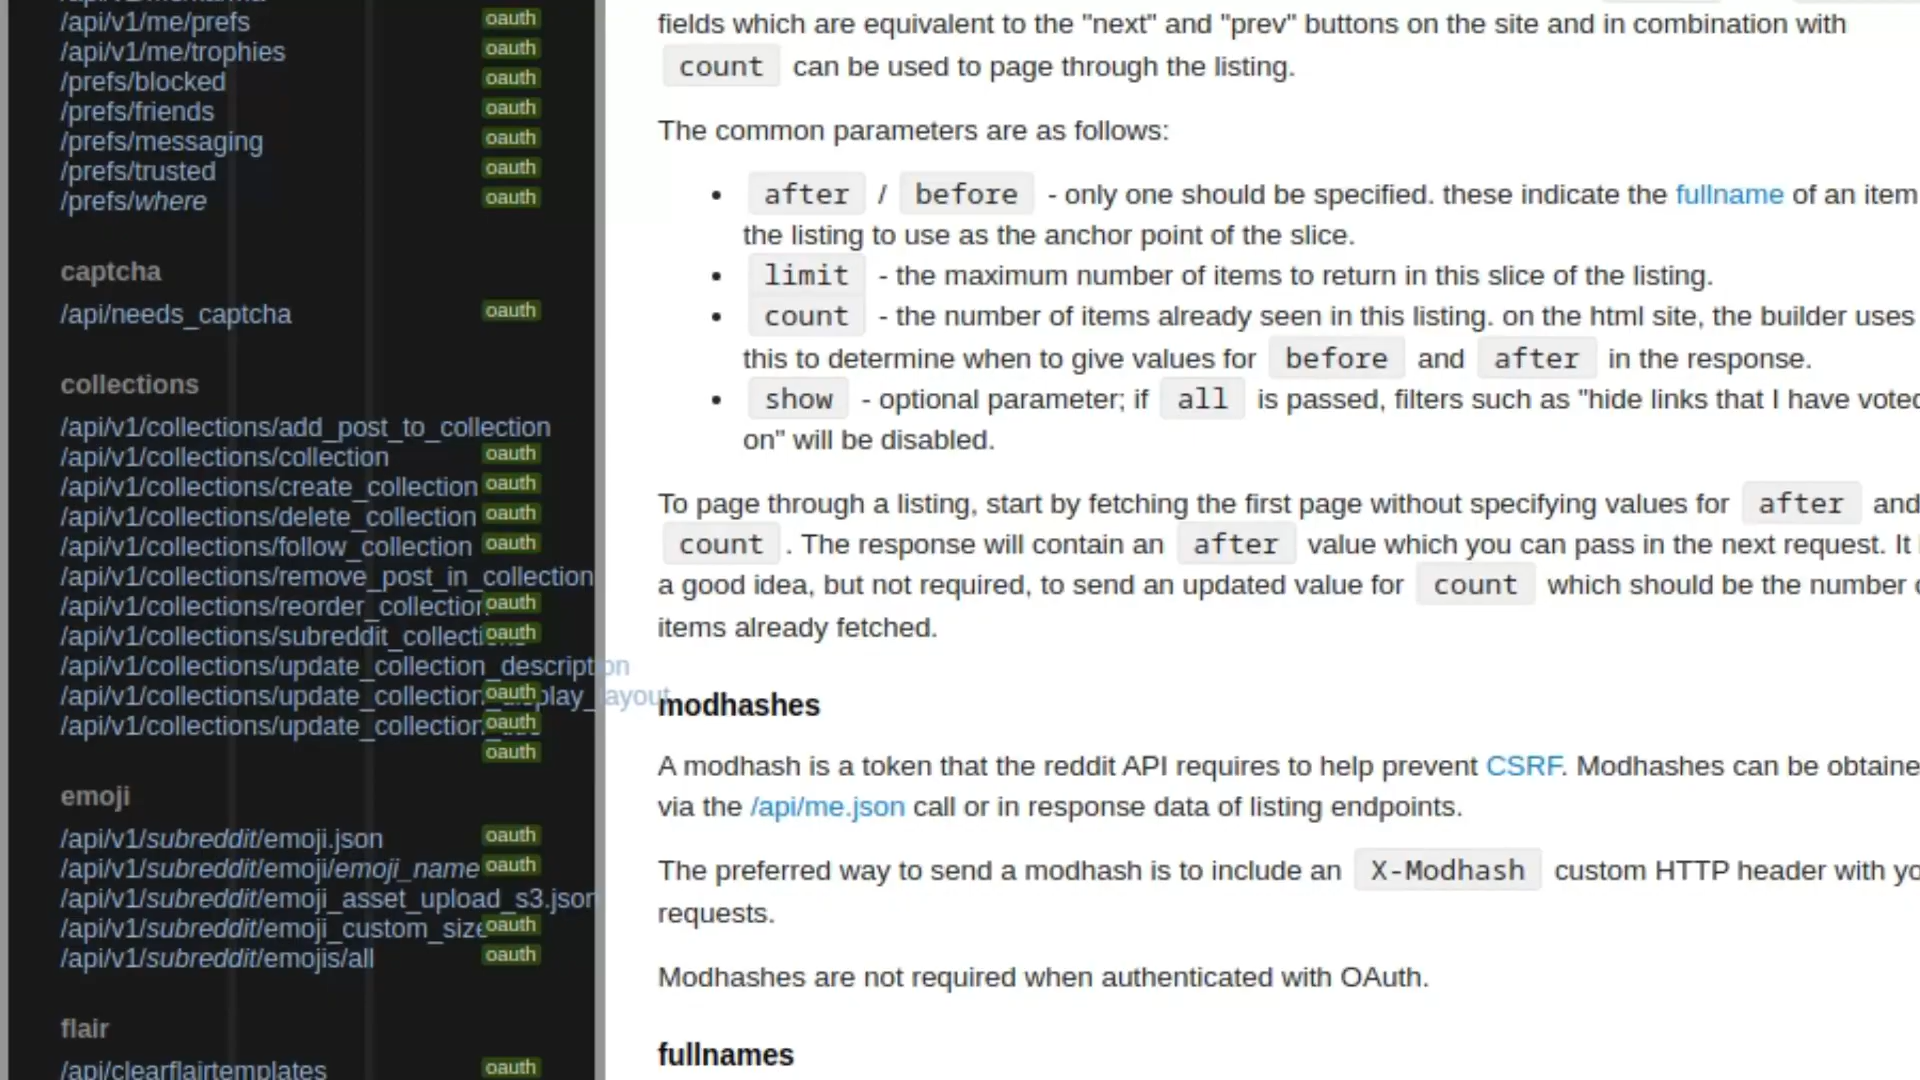 /api/v1/me/prefs oauth
/api/v1/me/trophies oauth
/prefs/blocked oauth
/prefs/friends oauth
/prefs/messaging oauth
/prefs/trusted oauth
/prefs/where oauth
captcha
/api/needs_captcha oauth
collections
/api/v1/collections/add_post_to_collection
/api/v1/collections/collection oauth
/api/v1/collections/create_collection oauth
/api/v1/collections/delete_collection oauth
/api/v1/collections/follow_collection oauth
/api/v1/collections/remove_post_in_collection
/api/v1/collections/reorder_collection oauth
/api/v1/collections/subreddit_collecti oauth
/api/v1/collections/update_collection_description
/api/v1/collections/update_collection_display_layout oauth
/api/v1/collections/update_collection oauth
oauth
emoji
/api/v1/subreddit/emoji.json oauth
/api/v1/subreddit/emoji/emoji_name oauth
/api/v1/subreddit/emoji_asset_upload_s3.json
/api/v1/subreddit/emoji_custom_size oauth
/api/v1/subreddit/emojis/all oauth
flair
/api/clearflairtemplates oauth
fields which are equivalent to the "next" and "prev" buttons on the site and in combination with
count can be used to page through the listing.
The common parameters are as follows:
• after / before - only one should be specified. these indicate the fullname of an item
the listing to use as the anchor point of the slice.
• limit - the maximum number of items to return in this slice of the listing.
• count - the number of items already seen in this listing. on the html site, the builder uses
this to determine when to give values for before and after in the response.
• show - optional parameter; if all is passed, filters such as "hide links that I have voted
on" will be disabled.
To page through a listing, start by fetching the first page without specifying values for after and
count . The response will contain an after value which you can pass in the next request. It
a good idea, but not required, to send an updated value for count which should be the number
items already fetched.
modhashes
A modhash is a token that the reddit API requires to help prevent CSRF. Modhashes can be obtaine
via the /api/me.json call or in response data of listing endpoints.
The preferred way to send a modhash is to include an X-Modhash custom HTTP header with yo
requests.
Modhashes are not required when authenticated with OAuth.
fullnames